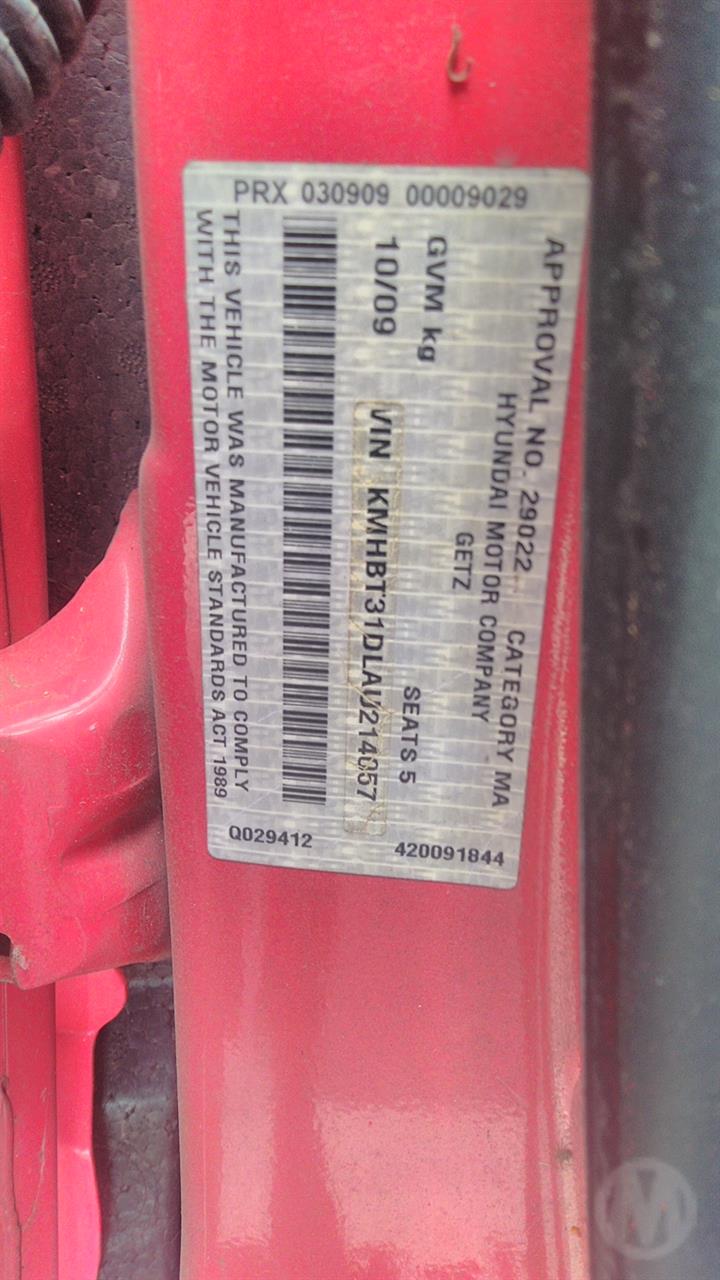 PRX 030909 00009029
APPROVAL NO. 29022 CATEGORY MA
HYUNDAI MOTOR COMPANY
GETZ
GVM kg SEATS 5
10/09 VIN KMHBT31DLAU214057
THIS VEHICLE WAS MANUFACTURED TO COMPLY
WITH THE MOTOR VEHICLE STANDARDS ACT 1989
Q029412
420091844
M